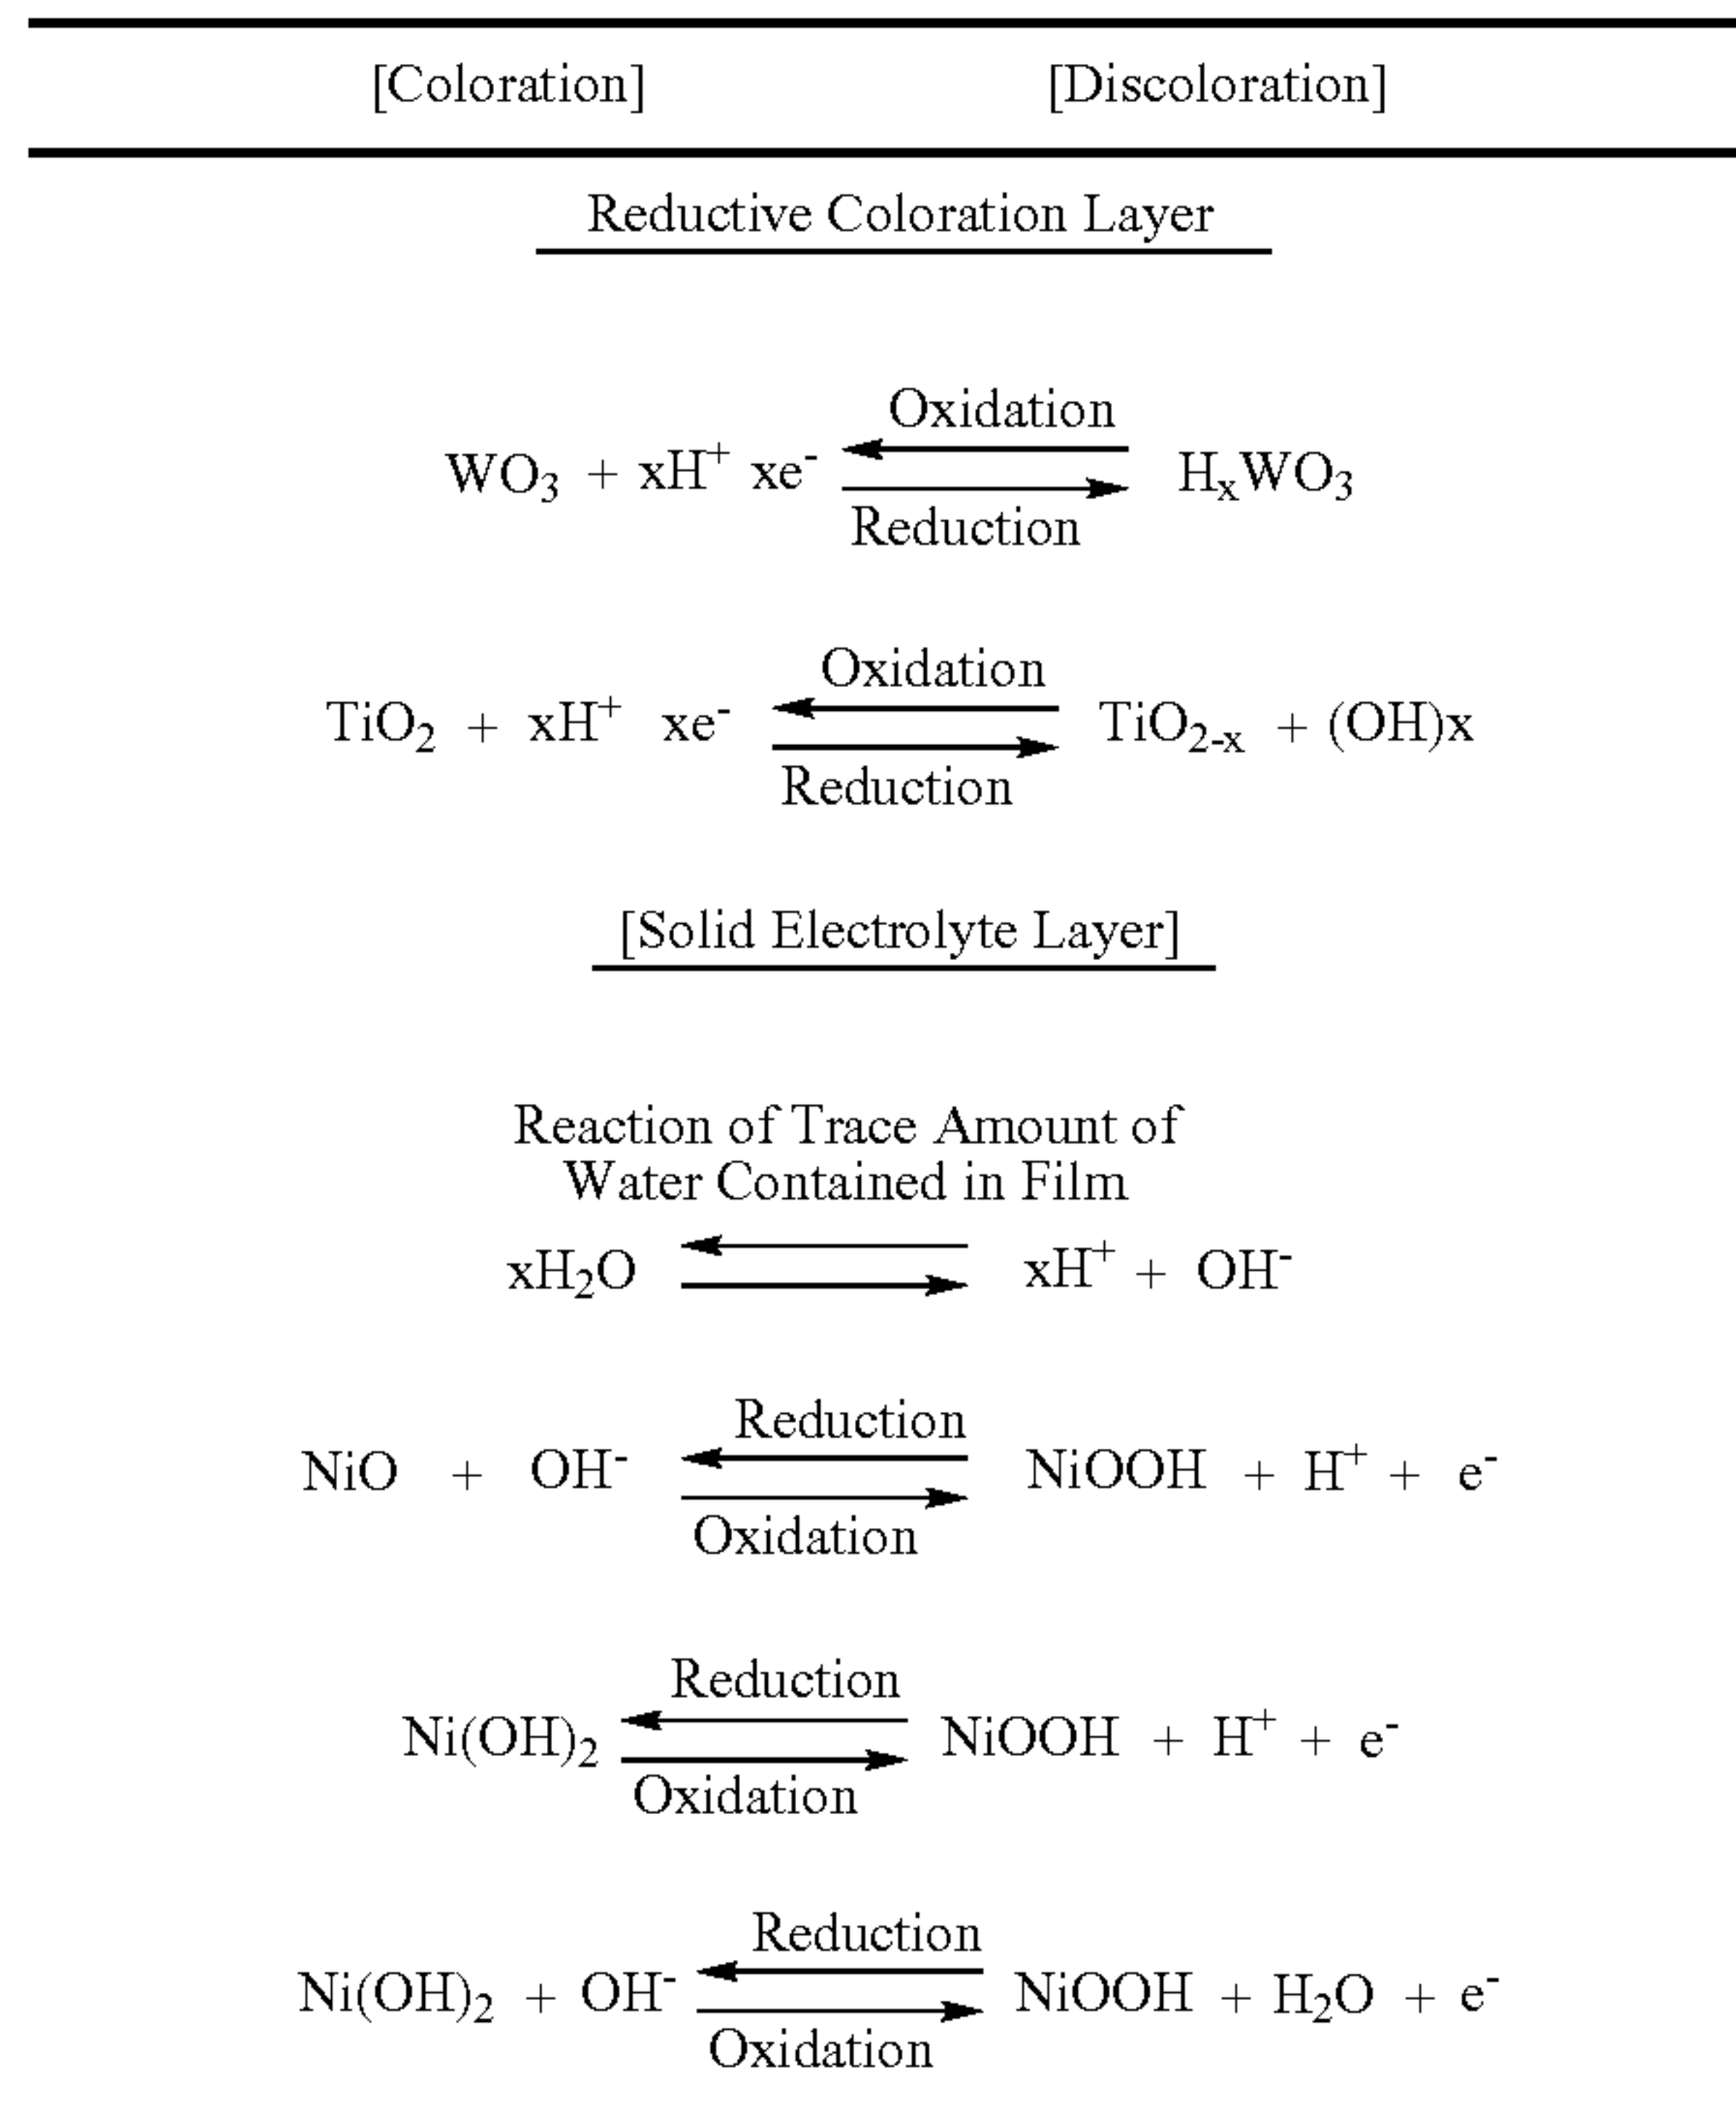 [Coloration] [Discoloration]
Reductive Coloration Layer
Oxidation
WO₃ + xH⁺ xe⁻ HₓWO₃
Reduction
Oxidation
TiO₂ + xH⁺ xe⁻ TiO₂₋ₓ + (OH)x
Reduction
[Solid Electrolyte Layer]
Reaction of Trace Amount of
Water Contained in Film
xH₂O xH⁺ + OH⁻
Reduction
NiO + OH⁻ NiOOH + H⁺ + e⁻
Oxidation
Reduction
Ni(OH)₂ NiOOH + H⁺ + e⁻
Oxidation
Reduction
Ni(OH)₂ + OH⁻ NiOOH + H₂O + e⁻
Oxidation